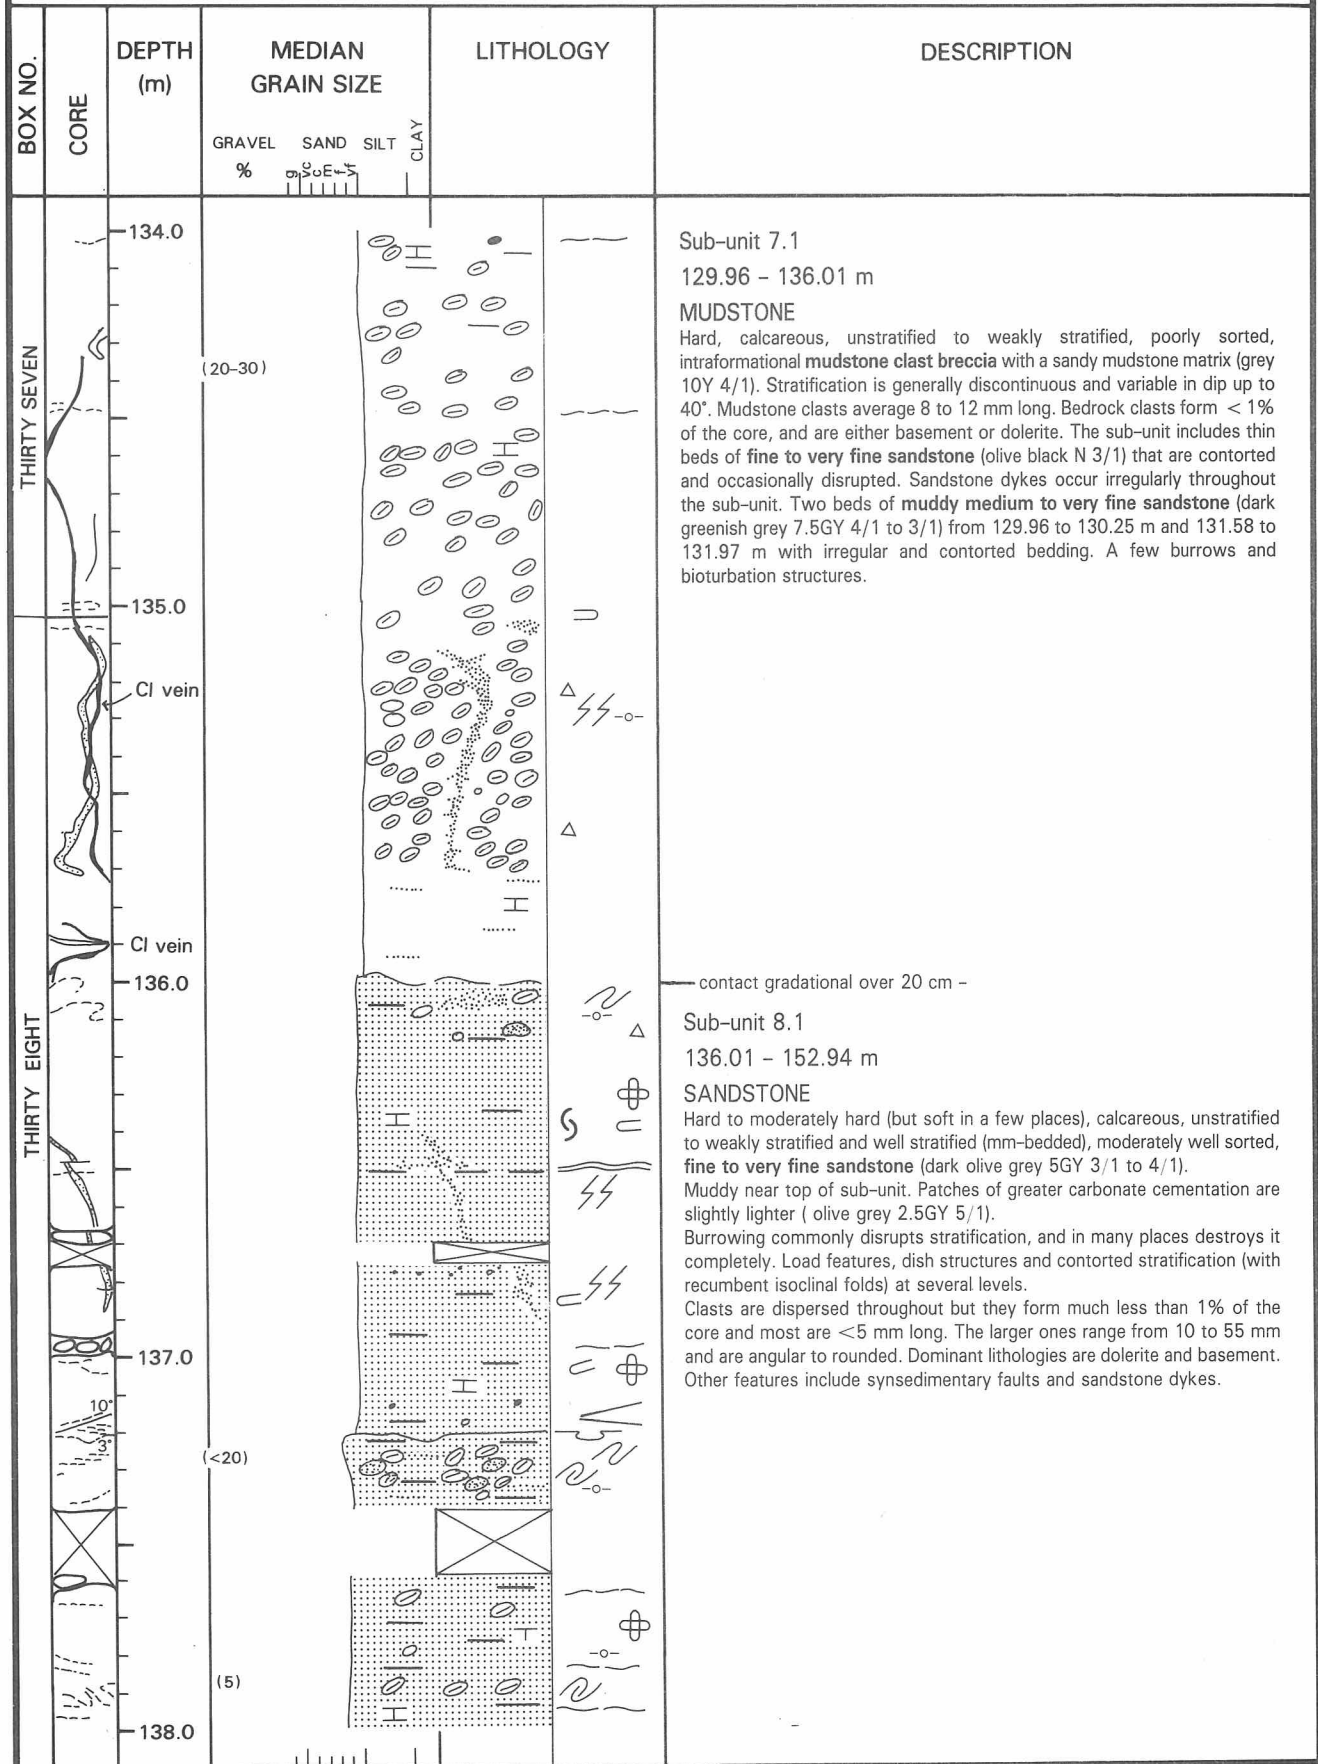 BOX NO.
CORE
DEPTH
(m)
MEDIAN
GRAIN SIZE
GRAVEL SAND SILT CLAY
%
g vc c m f vf
LITHOLOGY
DESCRIPTION
THIRTY SEVEN
THIRTY EIGHT
134.0
(20-30)
135.0
Cl vein
Cl vein
136.0
137.0
10°
3°
(<20)
(5)
138.0
Sub-unit 7.1
129.96 - 136.01 m
MUDSTONE
Hard, calcareous, unstratified to weakly stratified, poorly sorted,
intraformational mudstone clast breccia with a sandy mudstone matrix (grey
10Y 4/1). Stratification is generally discontinuous and variable in dip up to
40°. Mudstone clasts average 8 to 12 mm long. Bedrock clasts form < 1%
of the core, and are either basement or dolerite. The sub-unit includes thin
beds of fine to very fine sandstone (olive black N 3/1) that are contorted
and occasionally disrupted. Sandstone dykes occur irregularly throughout
the sub-unit. Two beds of muddy medium to very fine sandstone (dark
greenish grey 7.5GY 4/1 to 3/1) from 129.96 to 130.25 m and 131.58 to
131.97 m with irregular and contorted bedding. A few burrows and
bioturbation structures.
contact gradational over 20 cm -
Sub-unit 8.1
136.01 - 152.94 m
SANDSTONE
Hard to moderately hard (but soft in a few places), calcareous, unstratified
to weakly stratified and well stratified (mm-bedded), moderately well sorted,
fine to very fine sandstone (dark olive grey 5GY 3/1 to 4/1).
Muddy near top of sub-unit. Patches of greater carbonate cementation are
slightly lighter ( olive grey 2.5GY 5/1).
Burrowing commonly disrupts stratification, and in many places destroys it
completely. Load features, dish structures and contorted stratification (with
recumbent isoclinal folds) at several levels.
Clasts are dispersed throughout but they form much less than 1% of the
core and most are <5 mm long. The larger ones range from 10 to 55 mm
and are angular to rounded. Dominant lithologies are dolerite and basement.
Other features include synsedimentary faults and sandstone dykes.